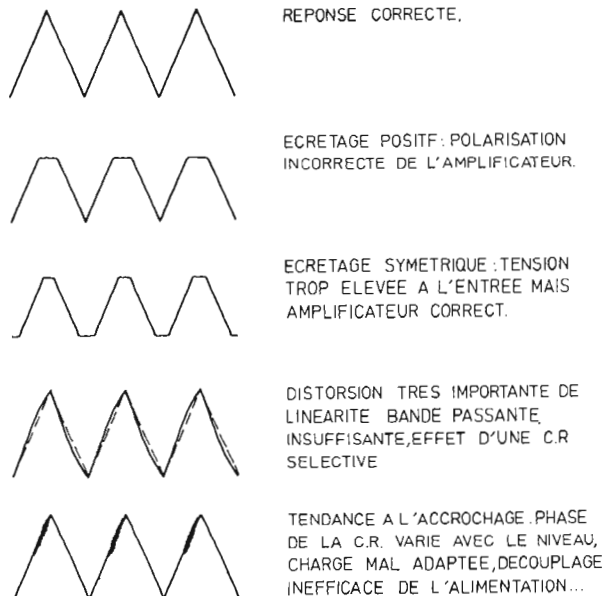 REPONSE CORRECTE.
ECRETAGE POSITF: POLARISATION
INCORRECTE DE L'AMPLIFICATEUR.
ECRETAGE SYMETRIQUE: TENSION
TROP ELEVEE A L'ENTREE MAIS
AMPLIFICATEUR CORRECT.
DISTORSION TRES IMPORTANTE DE
LINEARITE BANDE PASSANTE
INSUFFISANTE, EFFET D'UNE C.R
SELECTIVE
TENDANCE A L'ACCROCHAGE. PHASE
DE LA C.R. VARIE AVEC LE NIVEAU,
CHARGE MAL ADAPTEE, DECOUPLAGE
INEFFICACE DE L'ALIMENTATION...